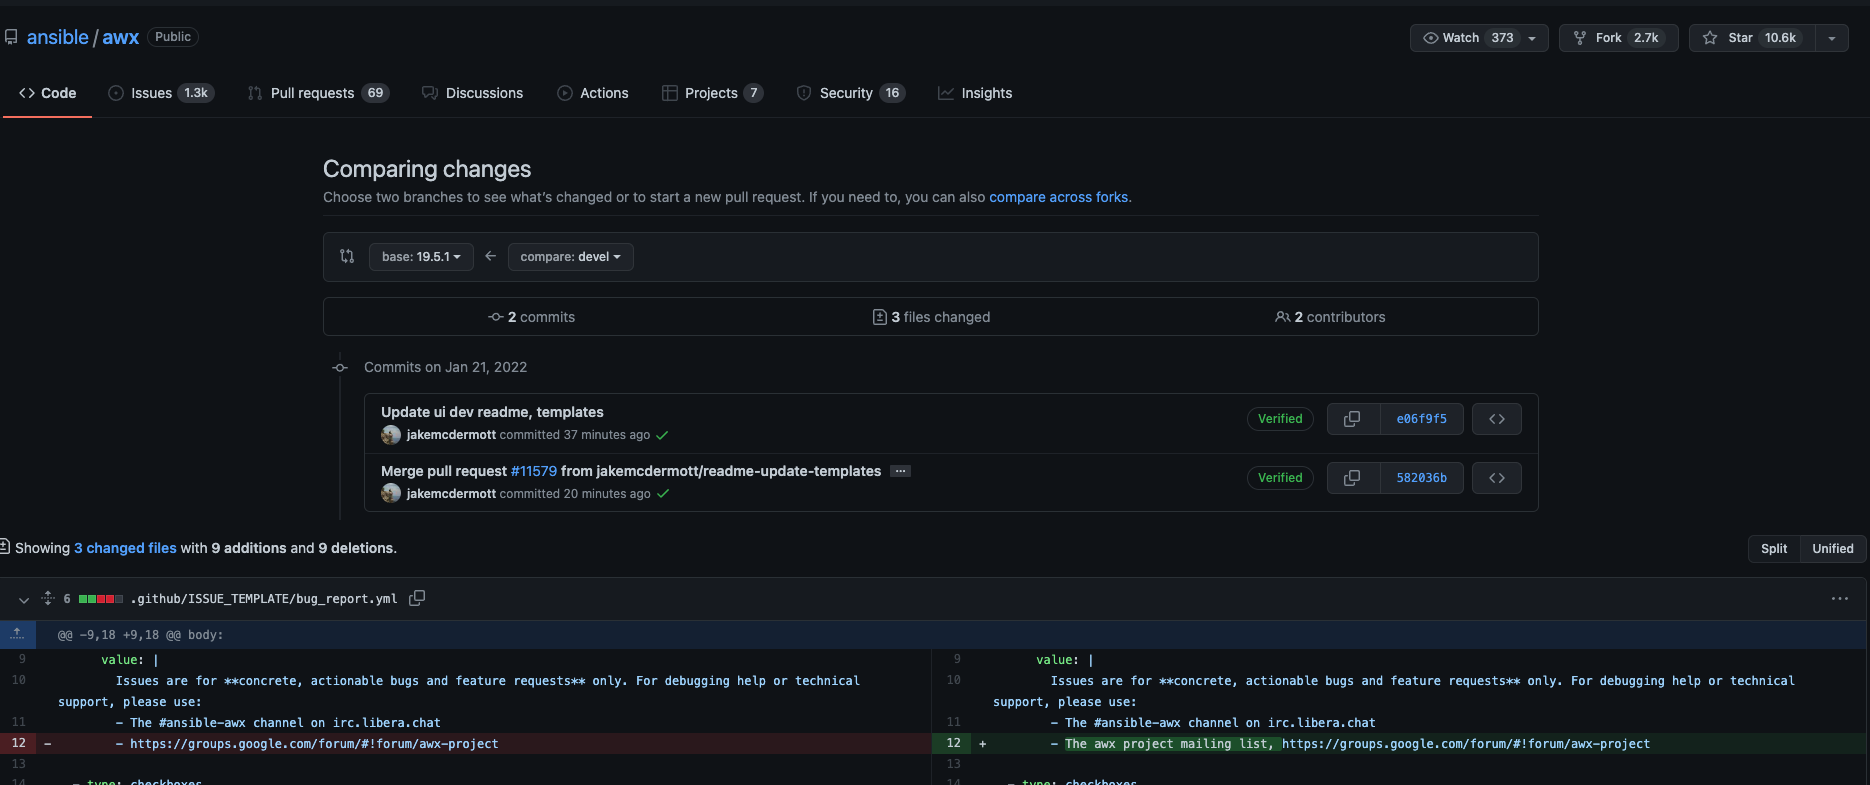 ansible / awx Public Watch 373 Fork 2.7k Star 10.6k
Code Issues 1.3k Pull requests 69 Discussions Actions Projects 7 Security 16 Insights
Comparing changes
Choose two branches to see what's changed or to start a new pull request. If you need to, you can also compare across forks.
base: 19.5.1 ← compare: devel
2 commits 3 files changed 2 contributors
Commits on Jan 21, 2022
Update ui dev readme, templates
jakemcdermott committed 37 minutes ago
Verified e06f9f5
Merge pull request #11579 from jakemcdermott/readme-update-templates ...
jakemcdermott committed 20 minutes ago
Verified 582036b
Showing 3 changed files with 9 additions and 9 deletions.
Split Unified
6 .github/ISSUE_TEMPLATE/bug_report.yml
@@ -9,18 +9,18 @@ body:
9 value: |
10 Issues are for **concrete, actionable bugs and feature requests** only. For debugging help or technical
support, please use:
11 - The #ansible-awx channel on irc.libera.chat
12 - - https://groups.google.com/forum/#!forum/awx-project
13
14 - type: checkboxes
9 value: |
10 Issues are for **concrete, actionable bugs and feature requests** only. For debugging help or technical
support, please use:
11 - The #ansible-awx channel on irc.libera.chat
12 + - The awx project mailing list, https://groups.google.com/forum/#!forum/awx-project
13
14 - type: checkboxes